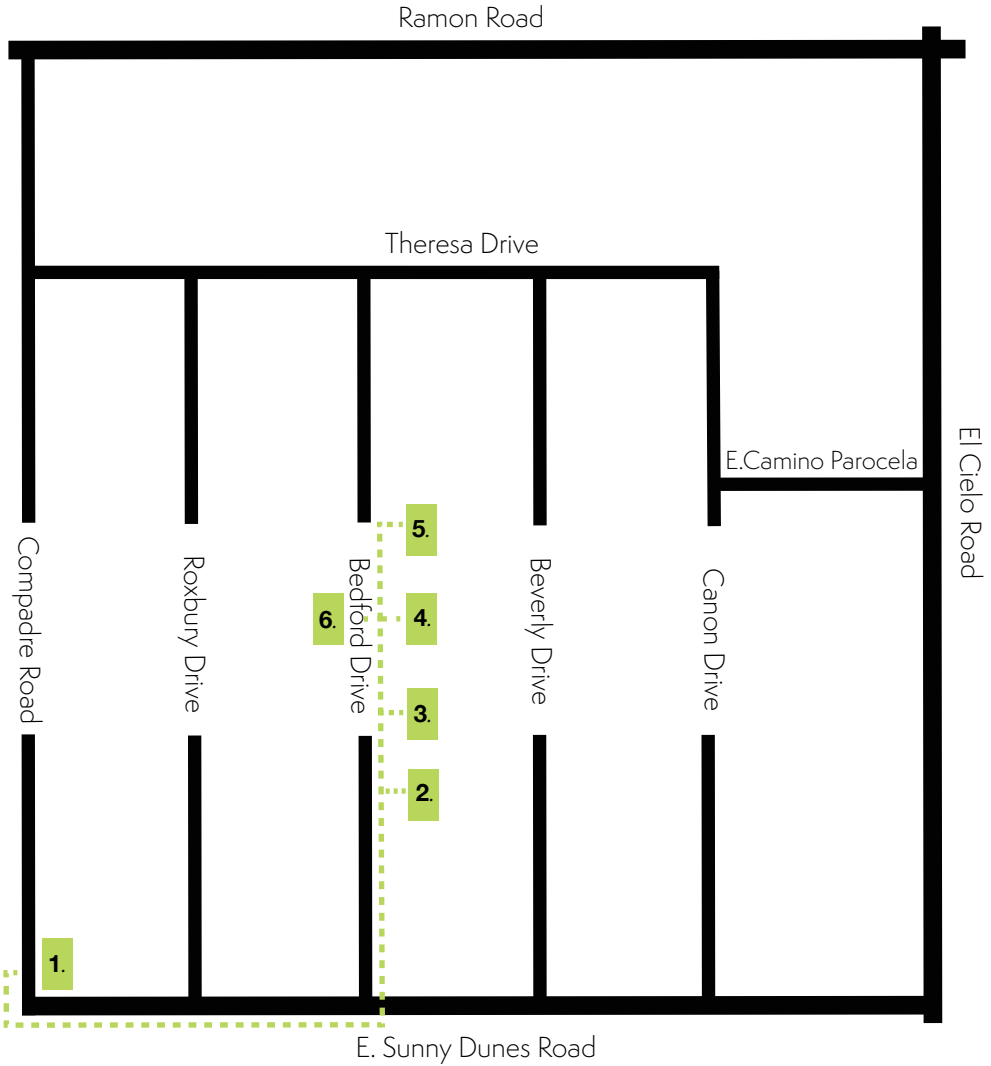 Ramon Road
Theresa Drive
E.Camino Parocela
El Cielo Road
5.
Compadre Road
Roxbury Drive
Bedford Drive
Beverly Drive
Canon Drive
6.
4.
3.
2.
1.
E. Sunny Dunes Road